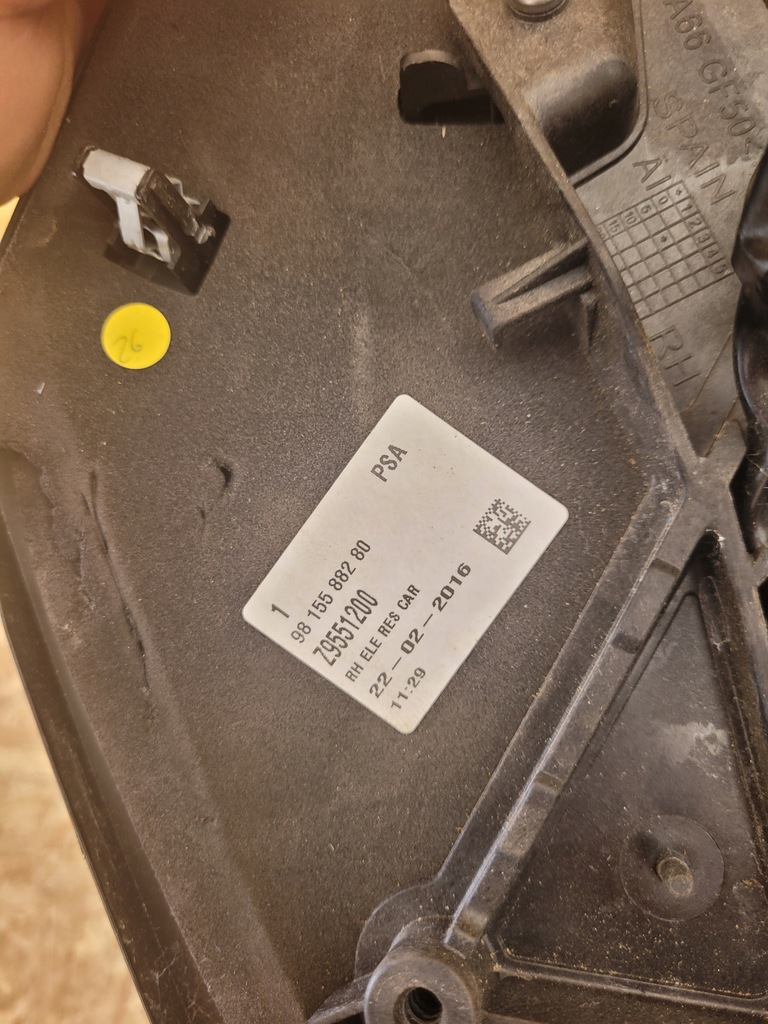 PSA
1
98 155 882 80
Z9551200
RH ELE RES CAR
22-02-2016
11:29
26
SPAIN
RH